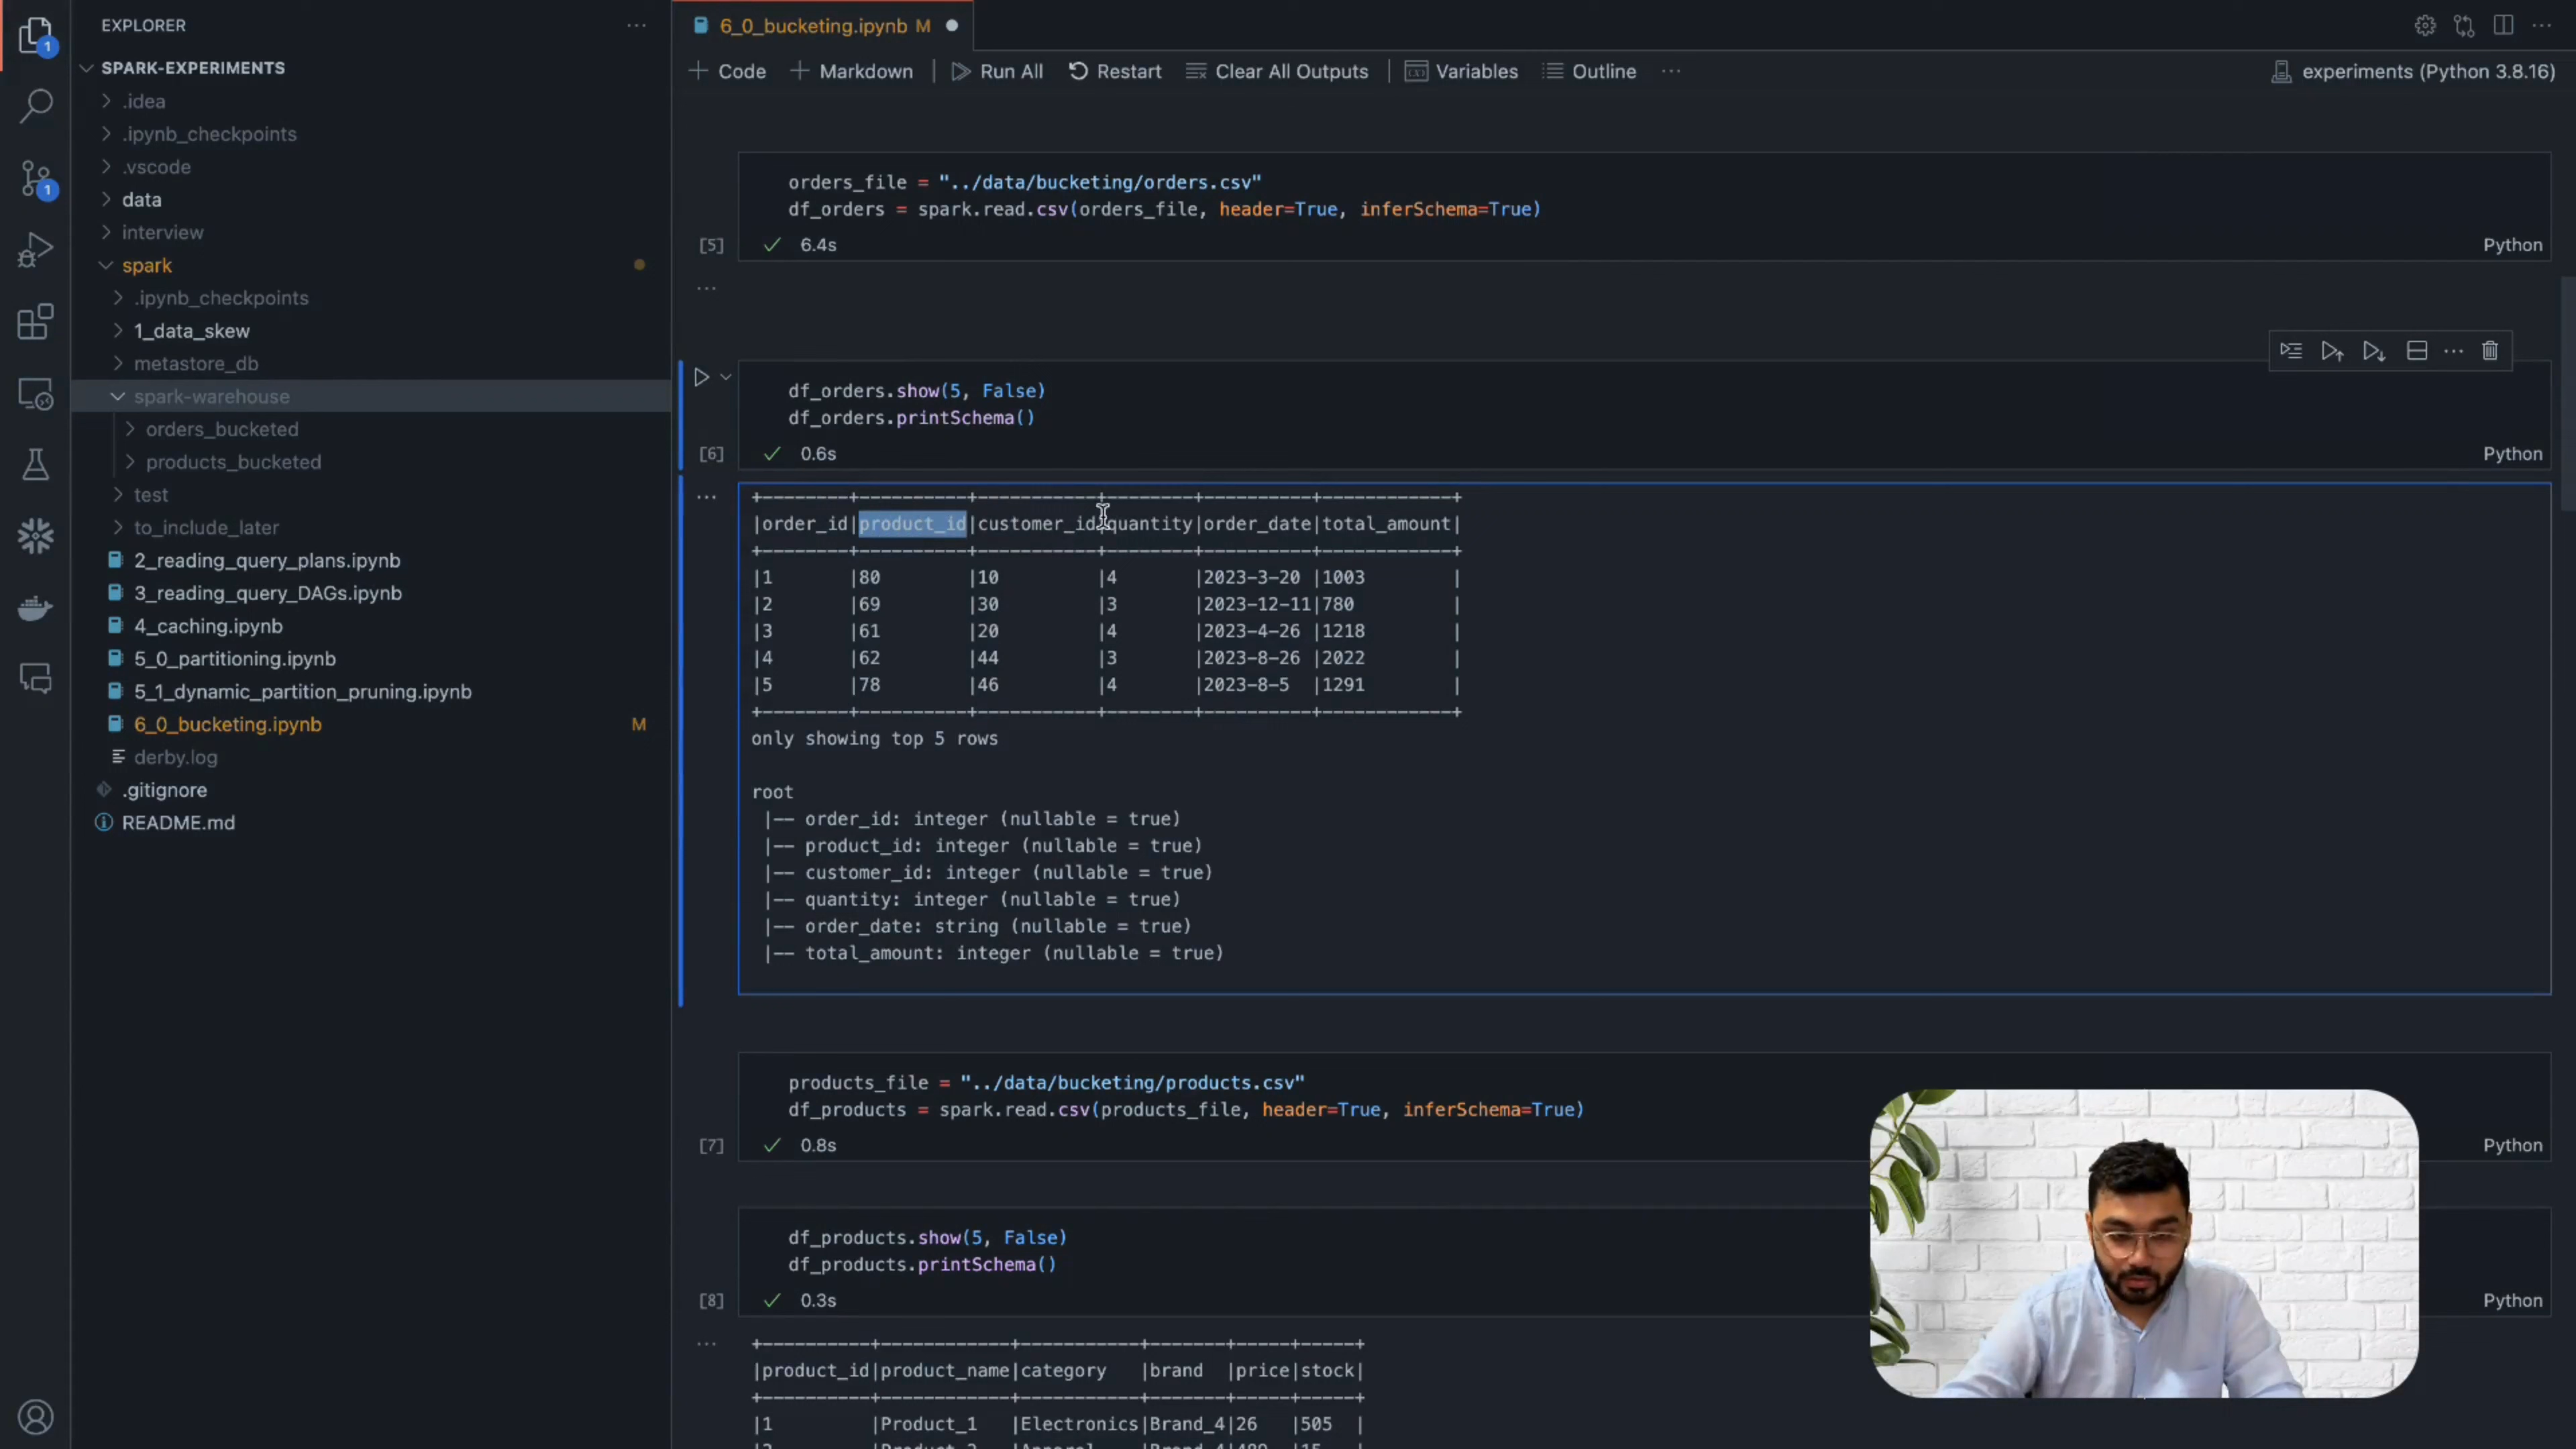 EXPLORER
SPARK-EXPERIMENTS
.idea
.ipynb_checkpoints
.vscode
data
interview
spark
.ipynb_checkpoints
1_data_skew
metastore_db
spark-warehouse
orders_bucketed
products_bucketed
test
to_include_later
2_reading_query_plans.ipynb
3_reading_query_DAGs.ipynb
4_caching.ipynb
5_0_partitioning.ipynb
5_1_dynamic_partition_pruning.ipynb
6_0_bucketing.ipynb M
derby.log
.gitignore
README.md
1
1
6_0_bucketing.ipynb M
+ Code + Markdown | Run All Restart Clear All Outputs | Variables Outline ...
experiments (Python 3.8.16)
orders_file = "../data/bucketing/orders.csv"
df_orders = spark.read.csv(orders_file, header=True, inferSchema=True)
[5] ✓ 6.4s Python
df_orders.show(5, False)
df_orders.printSchema()
[6] ✓ 0.6s Python
+--------+----------+-----------+--------+----------+------------+
|order_id|product_id|customer_id|quantity|order_date|total_amount|
+--------+----------+-----------+--------+----------+------------+
|1 |80 |10 |4 |2023-3-20 |1003 |
|2 |69 |30 |3 |2023-12-11|780 |
|3 |61 |20 |4 |2023-4-26 |1218 |
|4 |62 |44 |3 |2023-8-26 |2022 |
|5 |78 |46 |4 |2023-8-5 |1291 |
+--------+----------+-----------+--------+----------+------------+
only showing top 5 rows
root
|-- order_id: integer (nullable = true)
|-- product_id: integer (nullable = true)
|-- customer_id: integer (nullable = true)
|-- quantity: integer (nullable = true)
|-- order_date: string (nullable = true)
|-- total_amount: integer (nullable = true)
products_file = "../data/bucketing/products.csv"
df_products = spark.read.csv(products_file, header=True, inferSchema=True)
[7] ✓ 0.8s Python
df_products.show(5, False)
df_products.printSchema()
[8] ✓ 0.3s Python
+----------+------------+-----------+-------+-----+-----+
|product_id|product_name|category |brand |price|stock|
+----------+------------+-----------+-------+-----+-----+
|1 |Product_1 |Electronics|Brand_4|26 |505 |